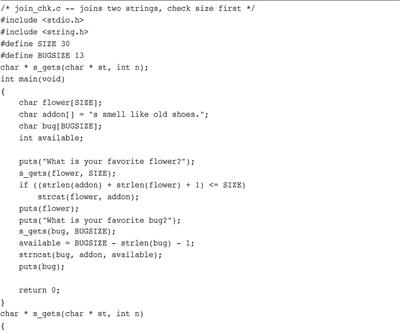 /* join_chk.c -- joins two strings, check size first */
#include <stdio.h>
#include <string.h>
#define SIZE 30
#define BUGSIZE 13
char * s_gets(char * st, int n);
int main(void)
{
    char flower[SIZE];
    char addon[] = "s smell like old shoes.";
    char bug[BUGSIZE];
    int available;

    puts("What is your favorite flower?");
    s_gets(flower, SIZE);
    if ((strlen(addon) + strlen(flower) + 1) <= SIZE)
        strcat(flower, addon);
    puts(flower);
    puts("What is your favorite bug?");
    s_gets(bug, BUGSIZE);
    available = BUGSIZE - strlen(bug) - 1;
    strncat(bug, addon, available);
    puts(bug);

    return 0;
}
char * s_gets(char * st, int n)
{